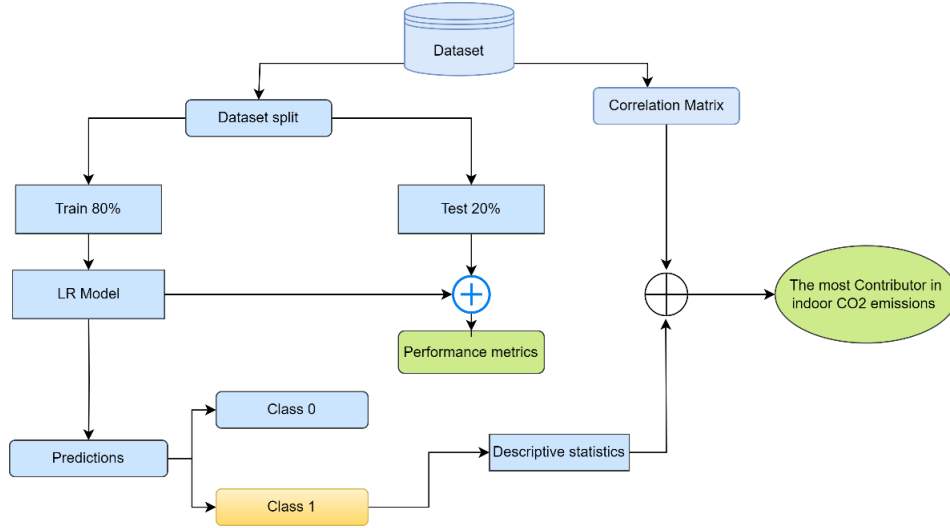 Dataset
Dataset split
Correlation Matrix
Train 80%
Test 20%
LR Model
The most Contributor in
indoor CO2 emissions
Performance metrics
Class 0
Predictions
Descriptive statistics
Class 1